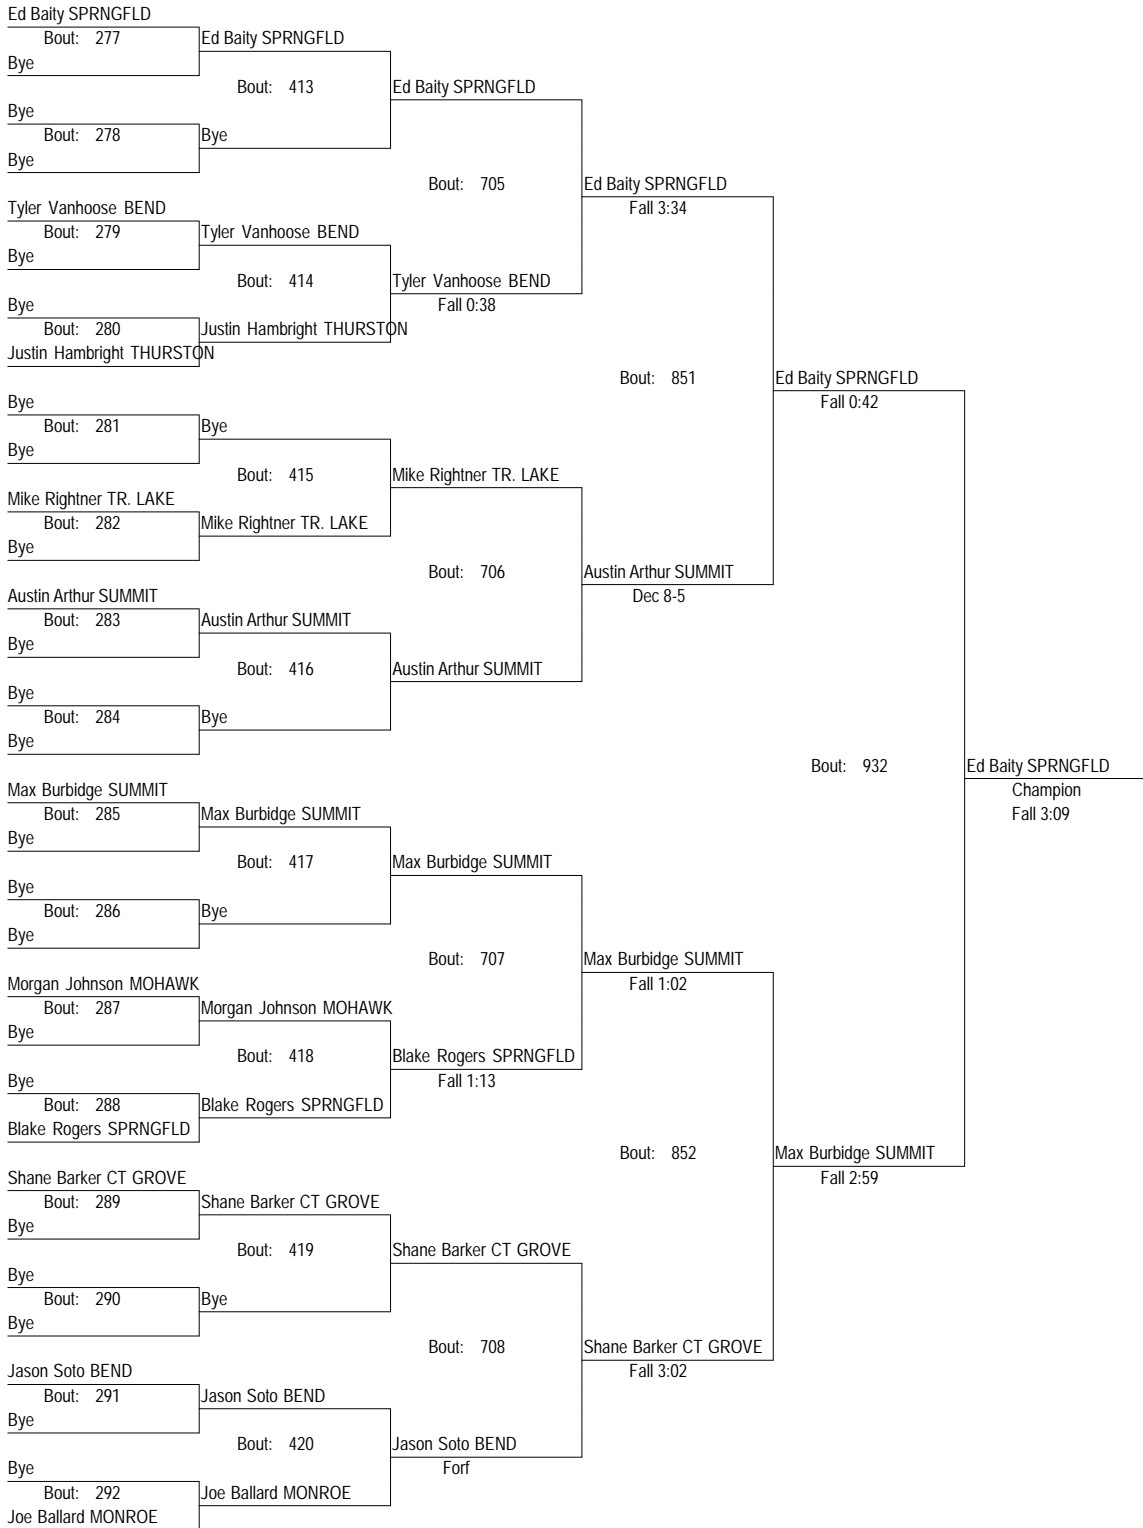 Ed Baity SPRNGFLD
Bout: 277
Ed Baity SPRNGFLD
Bye
Bout: 413
Ed Baity SPRNGFLD
Bye
Bout: 278
Bye
Bye
Bout: 705
Ed Baity SPRNGFLD
Fall 3:34
Tyler Vanhoose BEND
Bout: 279
Tyler Vanhoose BEND
Bye
Bout: 414
Tyler Vanhoose BEND
Fall 0:38
Bye
Bout: 280
Justin Hambright THURSTON
Justin Hambright THURSTON
Bout: 851
Ed Baity SPRNGFLD
Fall 0:42
Bye
Bout: 281
Bye
Bye
Bout: 415
Mike Rightner TR. LAKE
Mike Rightner TR. LAKE
Bout: 282
Mike Rightner TR. LAKE
Bye
Bout: 706
Austin Arthur SUMMIT
Dec 8-5
Austin Arthur SUMMIT
Bout: 283
Austin Arthur SUMMIT
Bye
Bout: 416
Austin Arthur SUMMIT
Bye
Bout: 284
Bye
Bye
Bout: 932
Ed Baity SPRNGFLD
Champion
Fall 3:09
Max Burbidge SUMMIT
Bout: 285
Max Burbidge SUMMIT
Bye
Bout: 417
Max Burbidge SUMMIT
Bye
Bout: 286
Bye
Bye
Bout: 707
Max Burbidge SUMMIT
Fall 1:02
Morgan Johnson MOHAWK
Bout: 287
Morgan Johnson MOHAWK
Bye
Bout: 418
Blake Rogers SPRNGFLD
Fall 1:13
Bye
Bout: 288
Blake Rogers SPRNGFLD
Blake Rogers SPRNGFLD
Bout: 852
Max Burbidge SUMMIT
Fall 2:59
Shane Barker CT GROVE
Bout: 289
Shane Barker CT GROVE
Bye
Bout: 419
Shane Barker CT GROVE
Bye
Bout: 290
Bye
Bye
Bout: 708
Shane Barker CT GROVE
Fall 3:02
Jason Soto BEND
Bout: 291
Jason Soto BEND
Bye
Bout: 420
Jason Soto BEND
Forf
Bye
Bout: 292
Joe Ballard MONROE
Joe Ballard MONROE